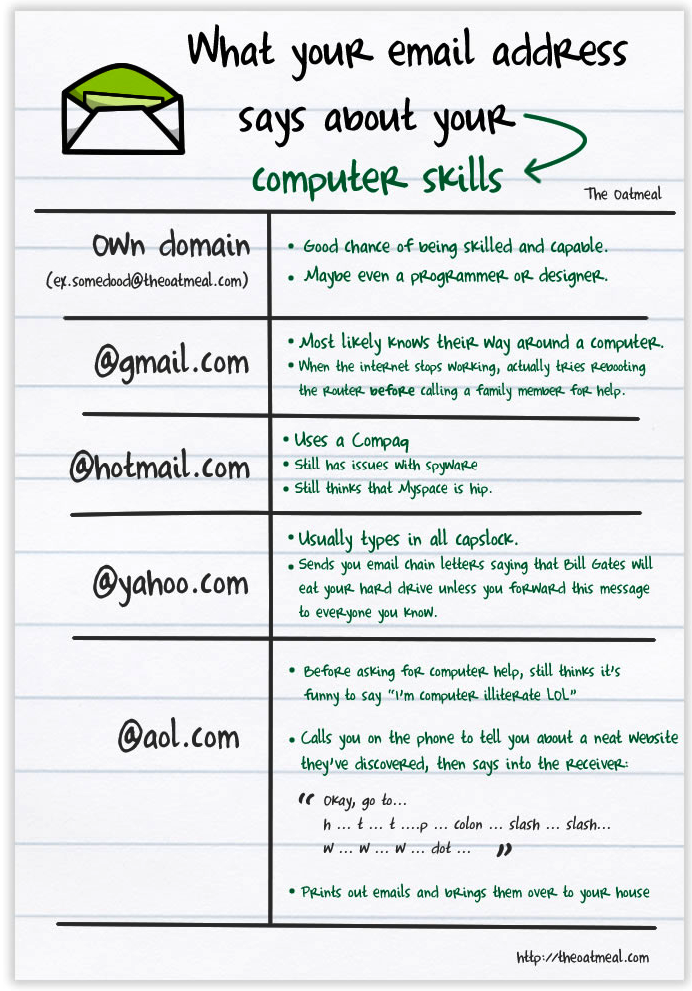 What your email address
says about your
computer skills
The Oatmeal
own domain
(ex.somedood@theoatmeal.com)
• Good chance of being skilled and capable.
• Maybe even a programmer or designer.
@gmail.com
• Most likely knows their way around a computer.
• When the internet stops working, actually tries rebooting
the router before calling a family member for help.
@hotmail.com
• Uses a Compaq
• Still has issues with spyware
• Still thinks that Myspace is hip.
@yahoo.com
• Usually types in all capslock.
• Sends you email chain letters saying that Bill Gates will
eat your hard drive unless you forward this message
to everyone you know.
@aol.com
• Before asking for computer help, still thinks it's
funny to say "I'm computer illiterate LOL"
• Calls you on the phone to tell you about a neat website
they've discovered, then says into the receiver:
“ Okay, go to...
h ... t ... t ....p ... colon ... slash ... slash...
w ... w ... w ... dot ... ”
• Prints out emails and brings them over to your house
http://theoatmeal.com